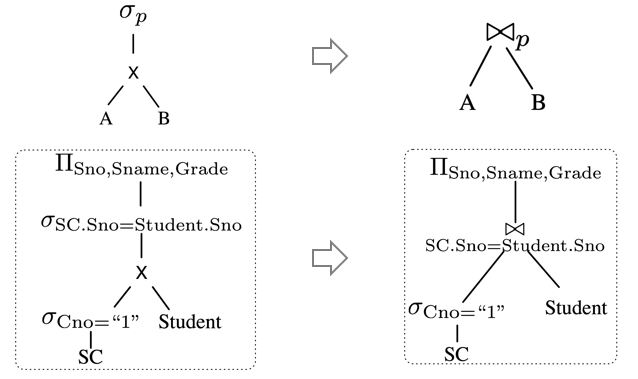 σp
X
A B
⋈p
A B
ΠSno,Sname,Grade
σSC.Sno=Student.Sno
X
σCno=“1” Student
SC
ΠSno,Sname,Grade
⋈
SC.Sno=Student.Sno
σCno=“1” Student
SC